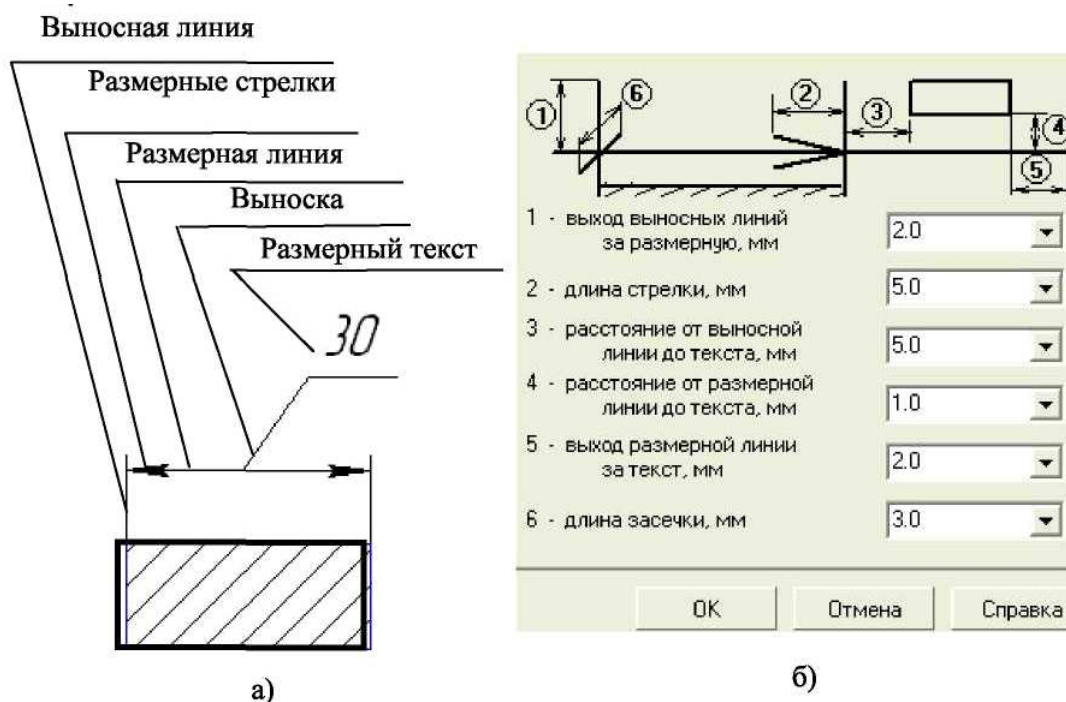 Выносная линия
Размерные стрелки
Размерная линия
Выноска
Размерный текст
30
а)
1
6
2
3
4
5
1 - выход выносных линий
за размерную, мм
2.0
2 - длина стрелки, мм
5.0
3 - расстояние от выносной
линии до текста, мм
5.0
4 - расстояние от размерной
линии до текста, мм
1.0
5 - выход размерной линии
за текст, мм
2.0
6 - длина засечки, мм
3.0
OK
Отмена
Справка
б)